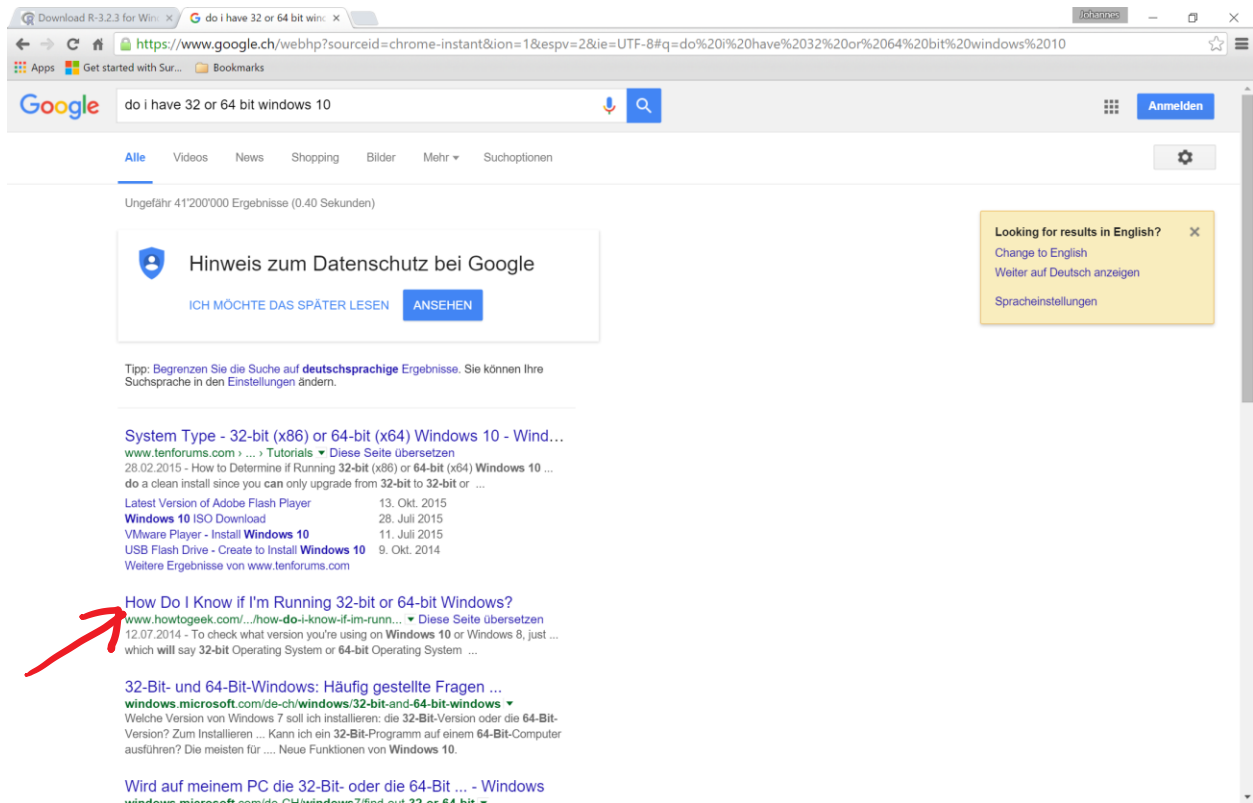 Download R-3.2.3 for Win
do i have 32 or 64 bit winc
Johannes
https://www.google.ch/webhp?sourceid=chrome-instant&ion=1&espv=2&ie=UTF-8#q=do%20i%20have%2032%20or%2064%20bit%20windows%2010
Apps Get started with Sur... Bookmarks
Google do i have 32 or 64 bit windows 10 Anmelden
Alle Videos News Shopping Bilder Mehr Suchoptionen
Ungefähr 41'200'000 Ergebnisse (0.40 Sekunden)
Hinweis zum Datenschutz bei Google
ICH MÖCHTE DAS SPÄTER LESEN ANSEHEN
Looking for results in English?
Change to English
Weiter auf Deutsch anzeigen
Spracheinstellungen
Tipp: Begrenzen Sie die Suche auf deutschsprachige Ergebnisse. Sie können Ihre
Suchsprache in den Einstellungen ändern.
System Type - 32-bit (x86) or 64-bit (x64) Windows 10 - Wind...
www.tenforums.com › ... › Tutorials Diese Seite übersetzen
28.02.2015 - How to Determine if Running 32-bit (x86) or 64-bit (x64) Windows 10 ...
do a clean install since you can only upgrade from 32-bit to 32-bit or ...
Latest Version of Adobe Flash Player 13. Okt. 2015
Windows 10 ISO Download 28. Juli 2015
VMware Player - Install Windows 10 11. Juli 2015
USB Flash Drive - Create to Install Windows 10 9. Okt. 2014
Weitere Ergebnisse von www.tenforums.com
How Do I Know if I'm Running 32-bit or 64-bit Windows?
www.howtogeek.com/.../how-do-i-know-if-im-runn... Diese Seite übersetzen
12.07.2014 - To check what version you're using on Windows 10 or Windows 8, just ...
which will say 32-bit Operating System or 64-bit Operating System ...
32-Bit- und 64-Bit-Windows: Häufig gestellte Fragen ...
windows.microsoft.com/de-ch/windows/32-bit-and-64-bit-windows
Welche Version von Windows 7 soll ich installieren: die 32-Bit-Version oder die 64-Bit-
Version? Zum Installieren ... Kann ich ein 32-Bit-Programm auf einem 64-Bit-Computer
ausführen? Die meisten für .... Neue Funktionen von Windows 10.
Wird auf meinem PC die 32-Bit- oder die 64-Bit ... - Windows
windows.microsoft.com/de-CH/windows7/find-out-32-or-64-bit